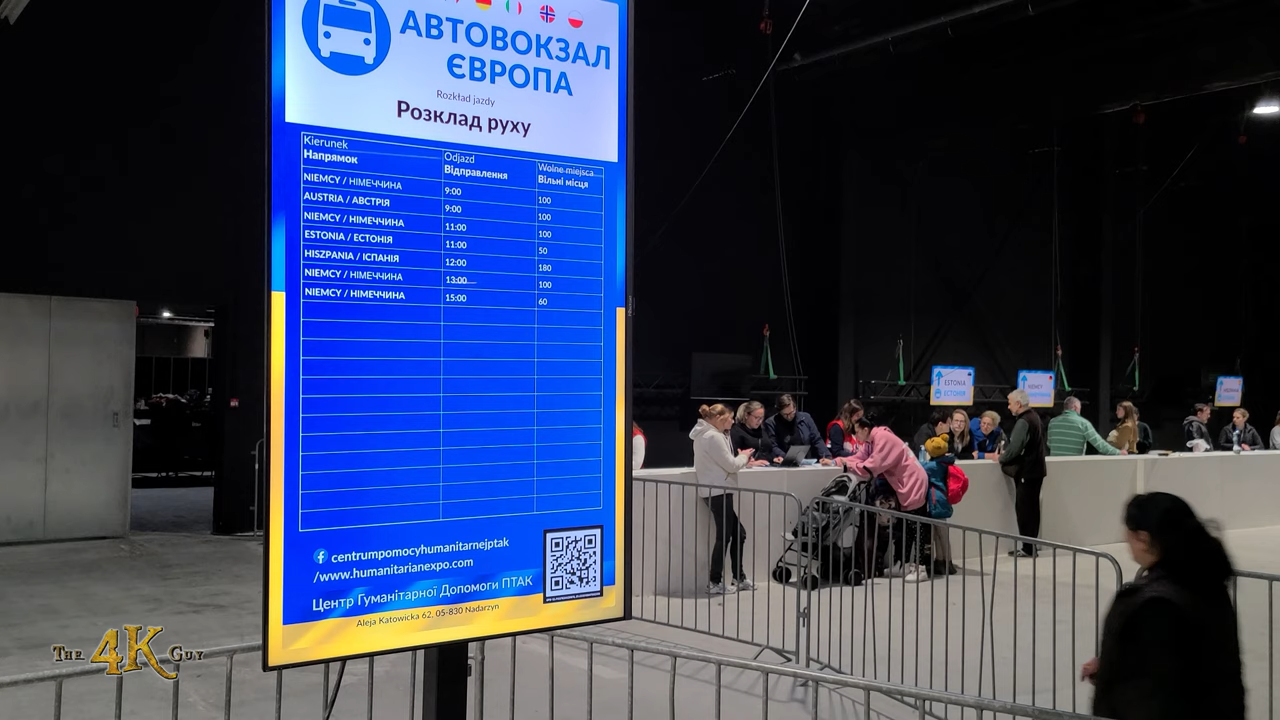 АВТОВОКЗАЛ
ЄВРОПА
Rozkład jazdy
Розклад руху
Kierunek
Напрямок
Odjazd
Відправлення
Wolne miejsca
Вільні місця
NIEMCY / НІМЕЧЧИНА 9:00 100
AUSTRIA / АВСТРІЯ 9:00 100
NIEMCY / НІМЕЧЧИНА 11:00 100
ESTONIA / ЕСТОНІЯ 11:00 50
HISZPANIA / ІСПАНІЯ 12:00 180
NIEMCY / НІМЕЧЧИНА 13:00 100
NIEMCY / НІМЕЧЧИНА 15:00 60
centrumpomocyhumanitarnejptak
/www.humanitarianexpo.com
Центр Гуманітарної Допомоги ПТАК
Aleja Katowicka 62, 05-830 Nadarzyn
ESTONIA
ЕСТОНІЯ
NIEMCY
The 4K Guy